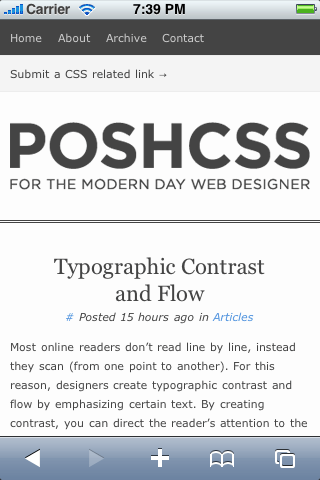 Carrier 7:39 PM
Home About Archive Contact
Submit a CSS related link →
POSHCSS
FOR THE MODERN DAY WEB DESIGNER
Typographic Contrast
and Flow
# Posted 15 hours ago in Articles
Most online readers don’t read line by line, instead
they scan (from one point to another). For this
reason, designers create typographic contrast and
flow by emphasizing certain text. By creating
contrast, you can direct the reader’s attention to the